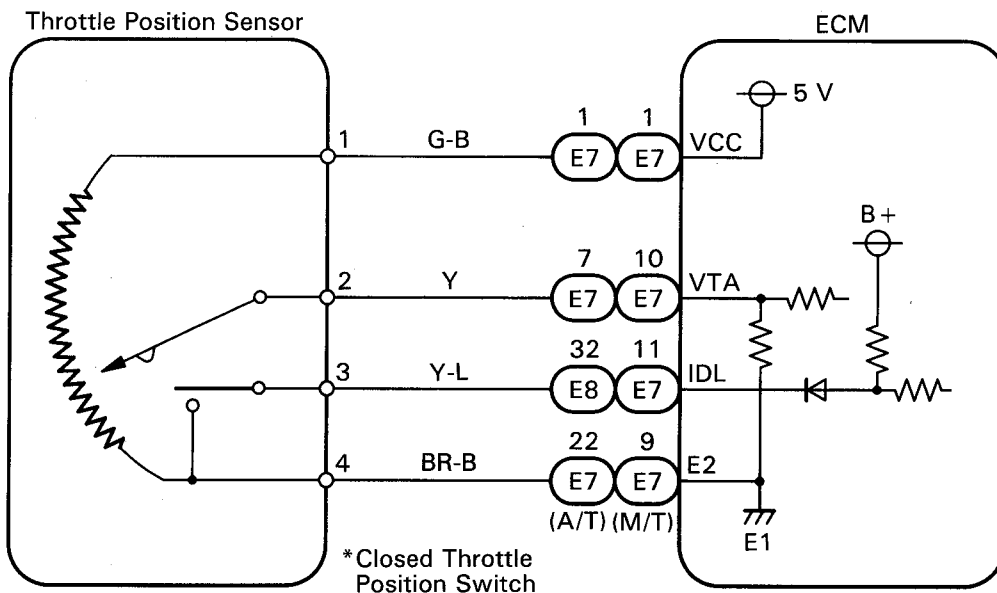 Throttle Position Sensor
ECM
5 V
1
G-B
1
1
E7
E7
VCC
B+
2
Y
7
10
E7
E7
VTA
3
Y-L
32
11
E8
E7
IDL
4
BR-B
22
9
E7
E7
E2
(A/T)
(M/T)
E1
*Closed Throttle
Position Switch